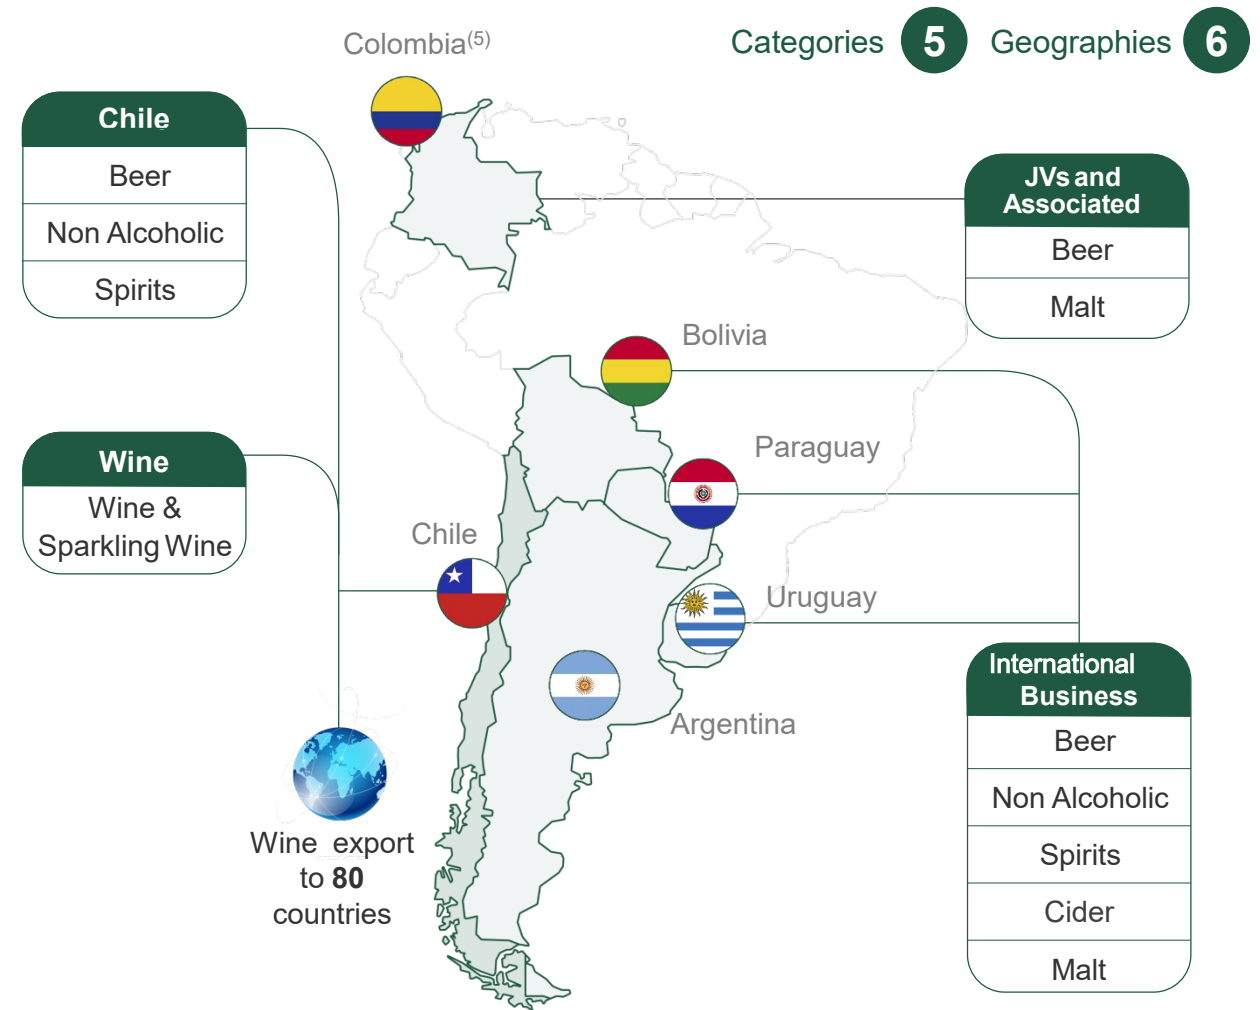 Colombia(5)
Categories 5 Geographies 6
Chile
Beer
Non Alcoholic
Spirits
JVs and
Associated
Beer
Malt
Bolivia
Paraguay
Wine
Wine &
Sparkling Wine
Chile
Uruguay
Argentina
International
Business
Beer
Non Alcoholic
Spirits
Cider
Malt
Wine export
to 80
countries